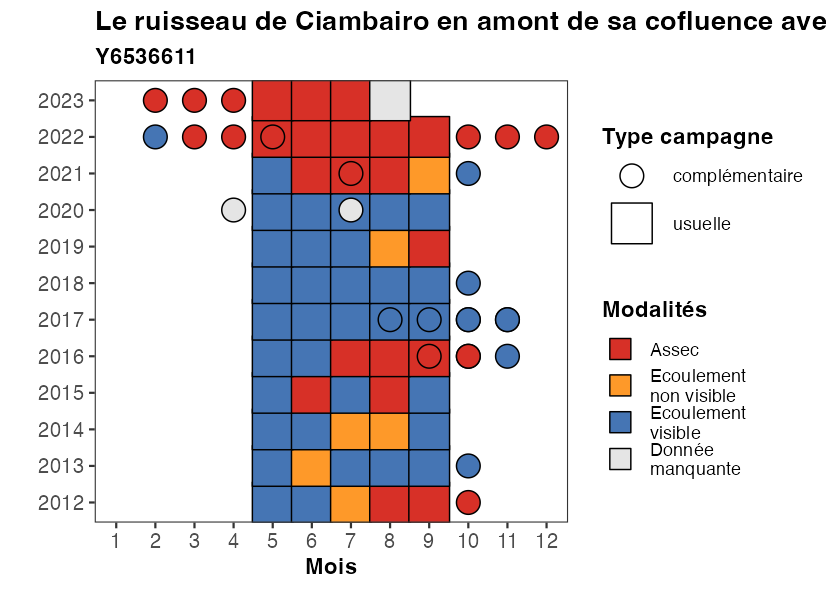 Le ruisseau de Ciambairo en amont de sa cofluence ave
Y6536611
2023
2022
2021
2020
2019
2018
2017
2016
2015
2014
2013
2012
1 2 3 4 5 6 7 8 9 10 11 12
Mois
Type campagne
complémentaire
usuelle
Modalités
Assec
Ecoulement
non visible
Ecoulement
visible
Donnée
manquante